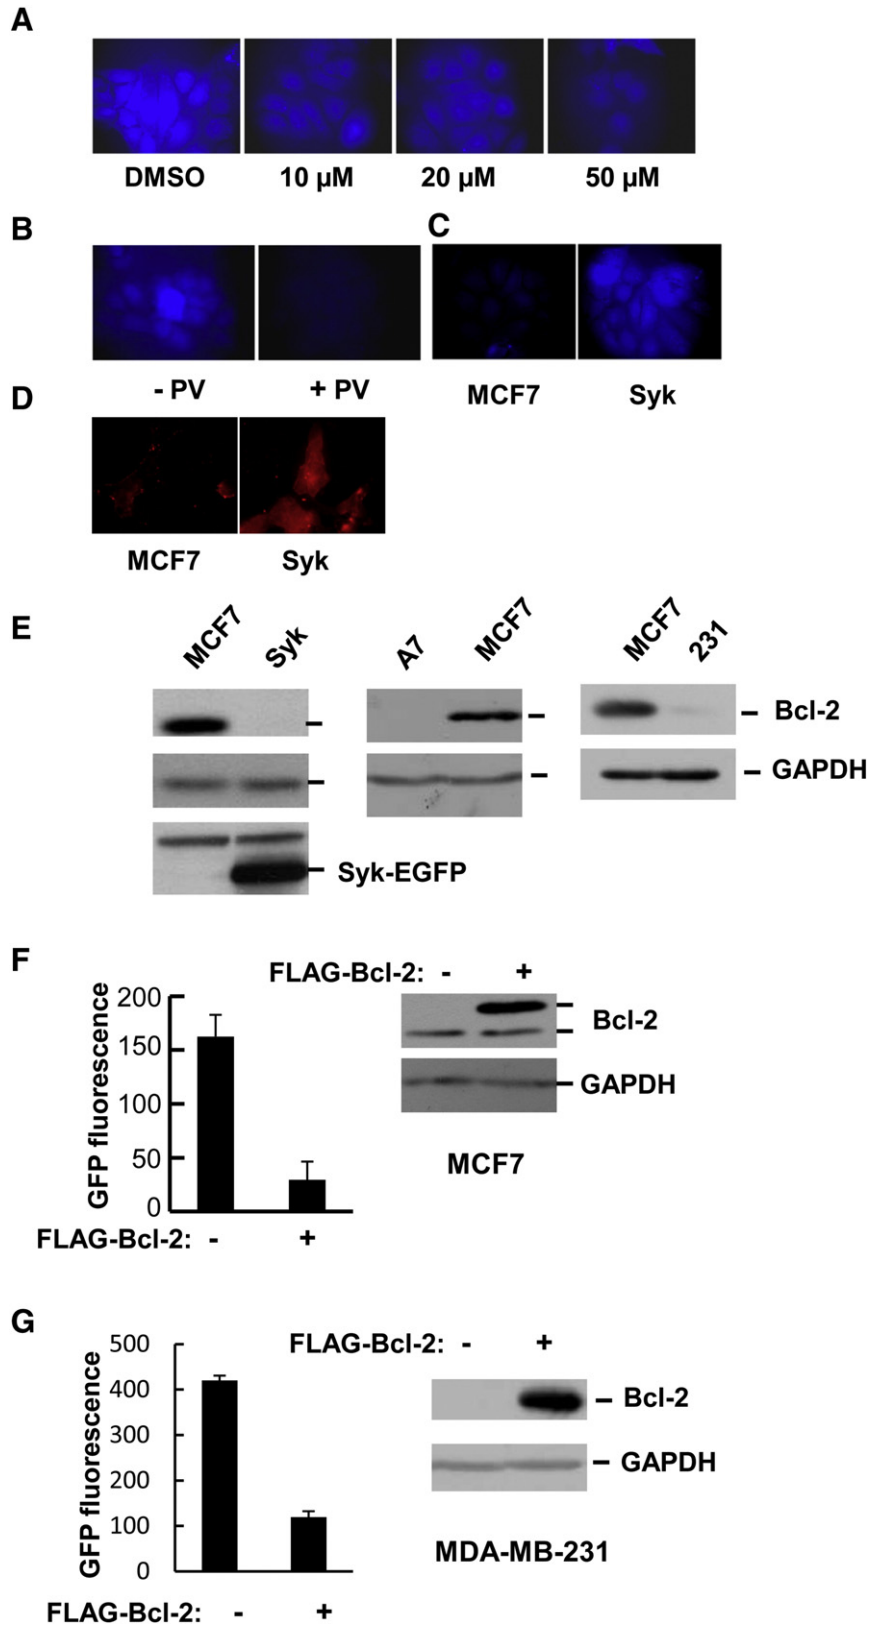 A
DMSO 10 µM 20 µM 50 µM
B
C
- PV + PV
MCF7 Syk
D
MCF7 Syk
E
MCF7 Syk A7 MCF7 MCF7 231
Bcl-2
GAPDH
Syk-EGFP
F
FLAG-Bcl-2: - +
GFP fluorescence
200
150
100
50
0
Bcl-2
GAPDH
MCF7
FLAG-Bcl-2: - +
G
FLAG-Bcl-2: - +
GFP fluorescence
500
400
300
200
100
0
Bcl-2
GAPDH
MDA-MB-231
FLAG-Bcl-2: - +